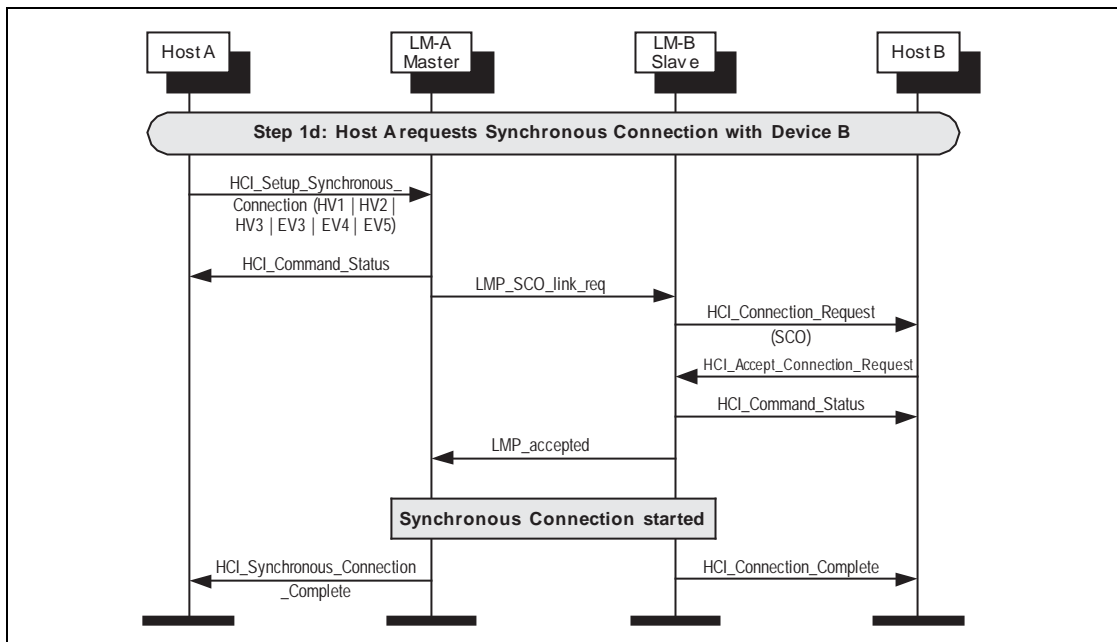 Host A
LM-A
Master
LM-B
Slave
Host B
Step 1d: Host A requests Synchronous Connection with Device B
HCI_Setup_Synchronous_
Connection (HV1 | HV2 |
HV3 | EV3 | EV4 | EV5)
HCI_Command_Status
LMP_SCO_link_req
HCI_Connection_Request
(SCO)
HCI_Accept_Connection_Request
HCI_Command_Status
LMP_accepted
Synchronous Connection started
HCI_Synchronous_Connection
_Complete
HCI_Connection_Complete